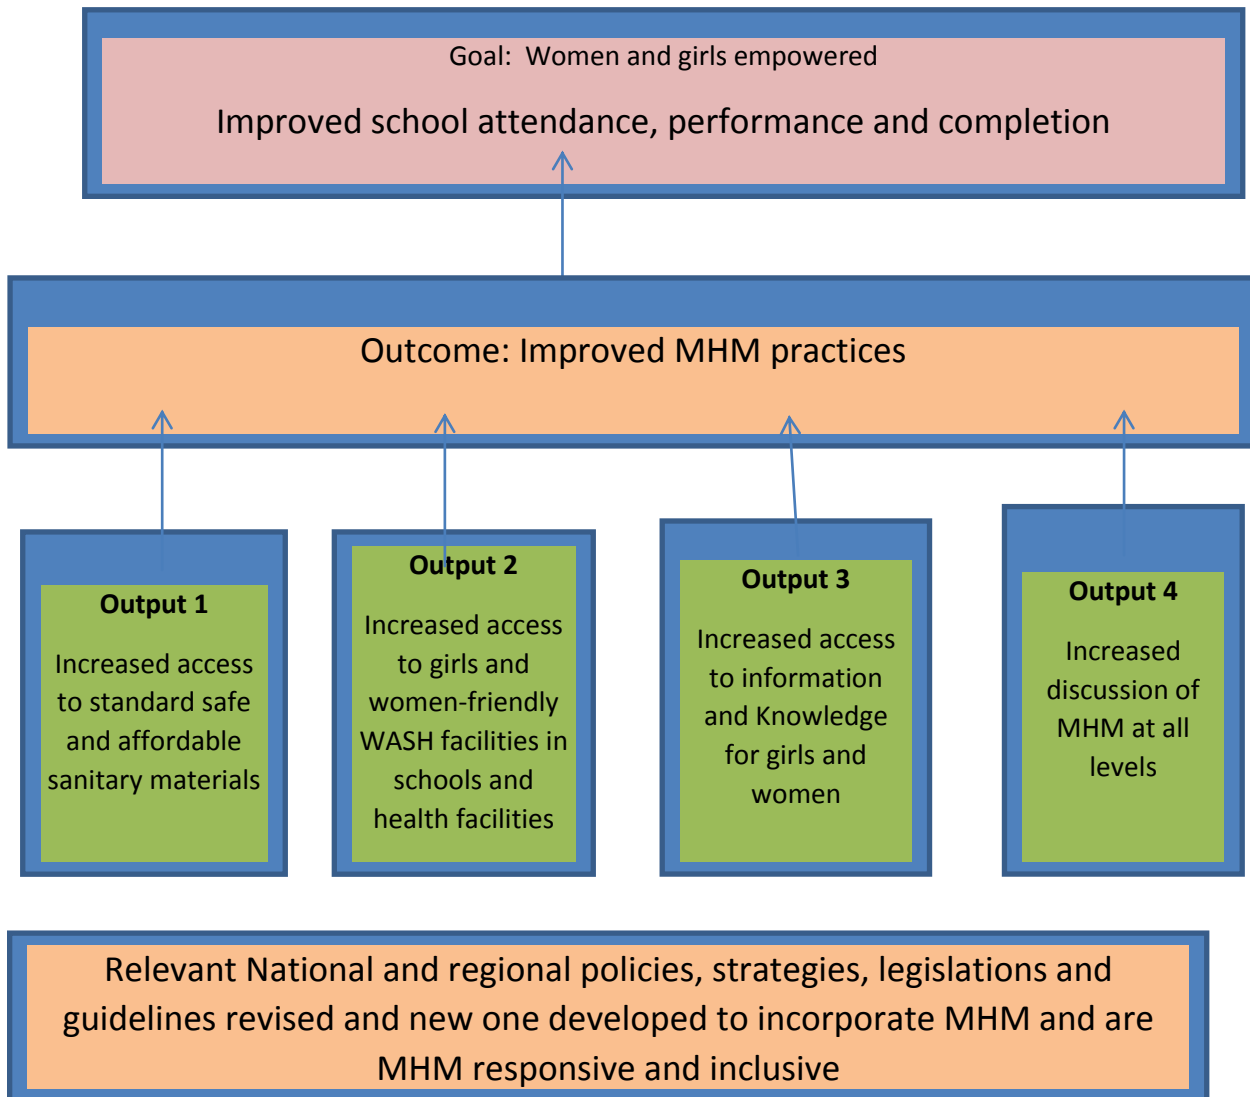 Goal: Women and girls empowered
Improved school attendance, performance and completion
Outcome: Improved MHM practices
Output 1
Increased access
to standard safe
and affordable
sanitary materials
Output 2
Increased access
to girls and
women-friendly
WASH facilities in
schools and
health facilities
Output 3
Increased access
to information
and Knowledge
for girls and
women
Output 4
Increased
discussion of
MHM at all
levels
Relevant National and regional policies, strategies, legislations and
guidelines revised and new one developed to incorporate MHM and are
MHM responsive and inclusive